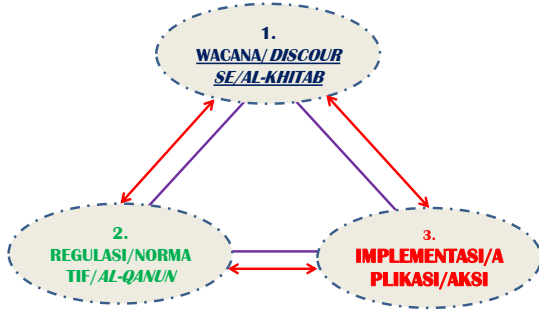 1.
WACANA/DISCOUR
SE/AL-KHITAB
2.
REGULASI/NORMA
TIF/AL-QANUN
3.
IMPLEMENTASI/A
PLIKASI/AKSI